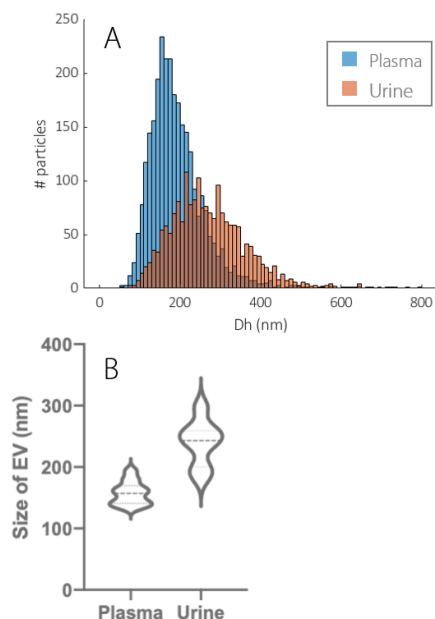 A
250
200
150
100
50
0
# particles
Plasma
Urine
0 200 400 600 800
Dh (nm)
B
400
300
200
100
0
Size of EV (nm)
Plasma Urine